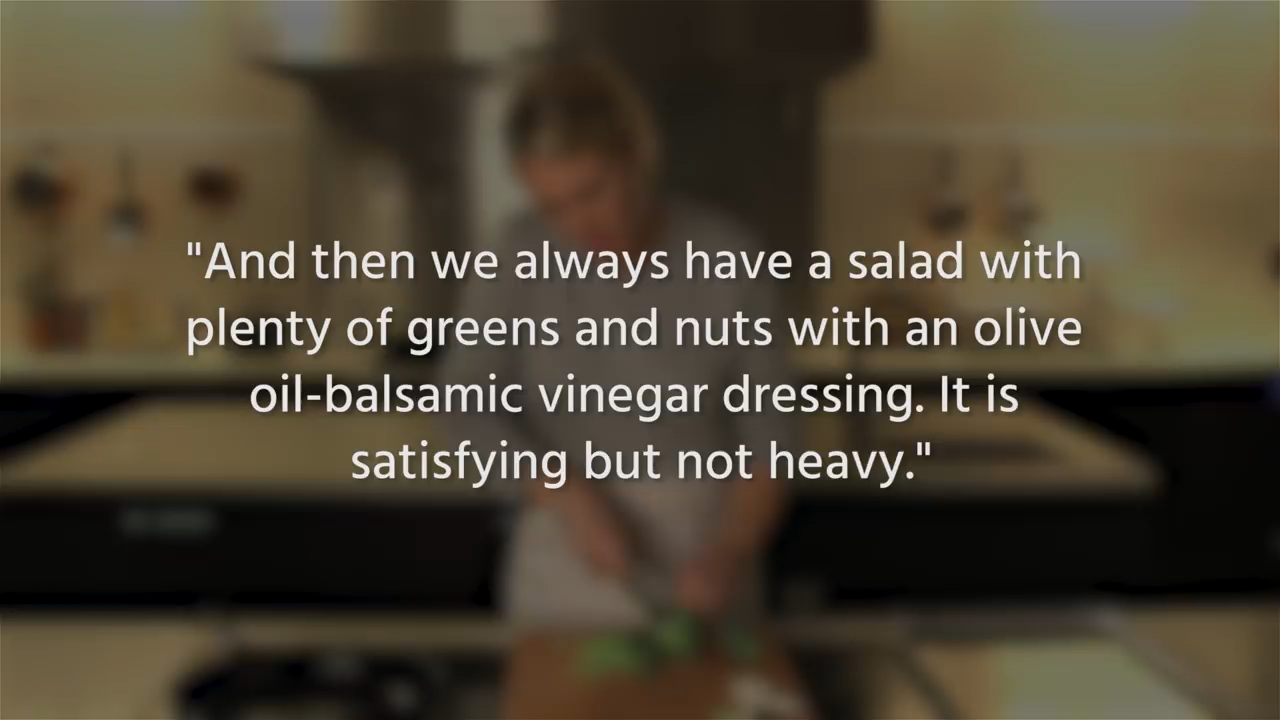 "And then we always have a salad with
plenty of greens and nuts with an olive
oil-balsamic vinegar dressing. It is
satisfying but not heavy."